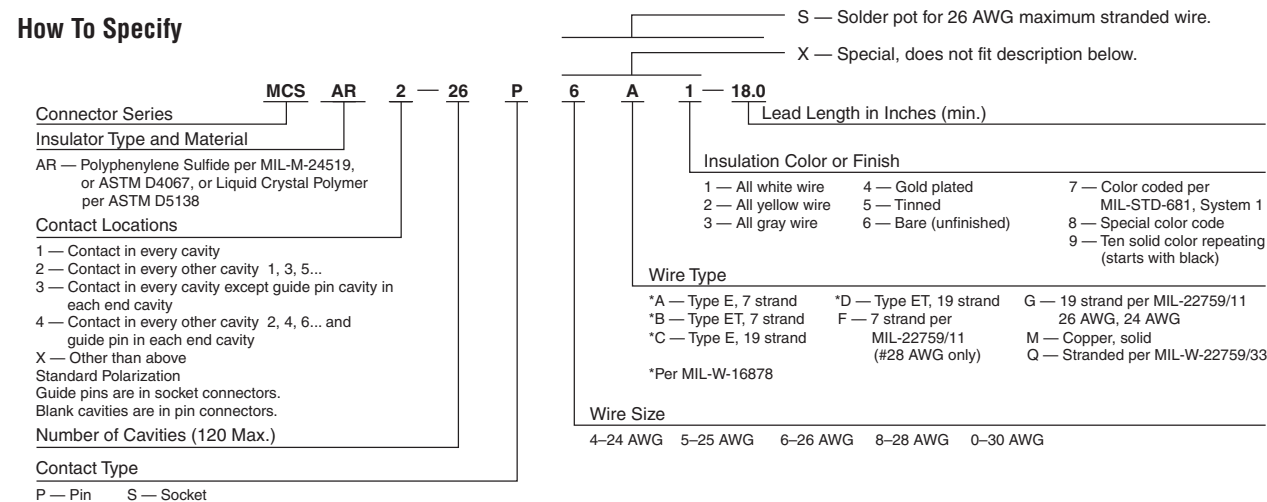 How To Specify
S — Solder pot for 26 AWG maximum stranded wire.
X — Special, does not fit description below.
MCS AR 2 — 26 P 6 A 1 — 18.0
Connector Series
Insulator Type and Material
AR — Polyphenylene Sulfide per MIL-M-24519,
or ASTM D4067, or Liquid Crystal Polymer
per ASTM D5138
Contact Locations
1 — Contact in every cavity
2 — Contact in every other cavity 1, 3, 5...
3 — Contact in every cavity except guide pin cavity in
each end cavity
4 — Contact in every other cavity 2, 4, 6... and
guide pin in each end cavity
X — Other than above
Standard Polarization
Guide pins are in socket connectors.
Blank cavities are in pin connectors.
Number of Cavities (120 Max.)
Contact Type
P — Pin S — Socket
Lead Length in Inches (min.)
Insulation Color or Finish
1 — All white wire
2 — All yellow wire
3 — All gray wire
4 — Gold plated
5 — Tinned
6 — Bare (unfinished)
7 — Color coded per
MIL-STD-681, System 1
8 — Special color code
9 — Ten solid color repeating
(starts with black)
Wire Type
*A — Type E, 7 strand
*B — Type ET, 7 strand
*C — Type E, 19 strand
*D — Type ET, 19 strand
F — 7 strand per
MIL-22759/11
(#28 AWG only)
G — 19 strand per MIL-22759/11
26 AWG, 24 AWG
M — Copper, solid
Q — Stranded per MIL-W-22759/33
*Per MIL-W-16878
Wire Size
4–24 AWG 5–25 AWG 6–26 AWG 8–28 AWG 0–30 AWG